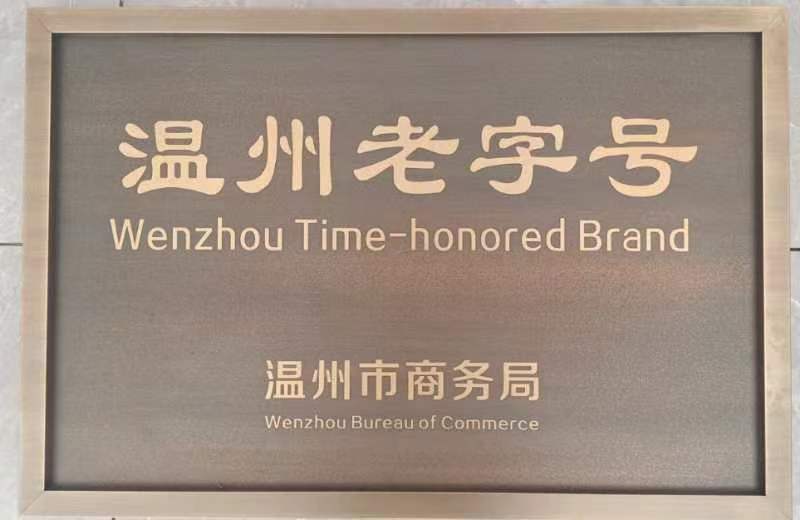 温州老字号
Wenzhou Time-honored Brand
温州市商务局
Wenzhou Bureau of Commerce